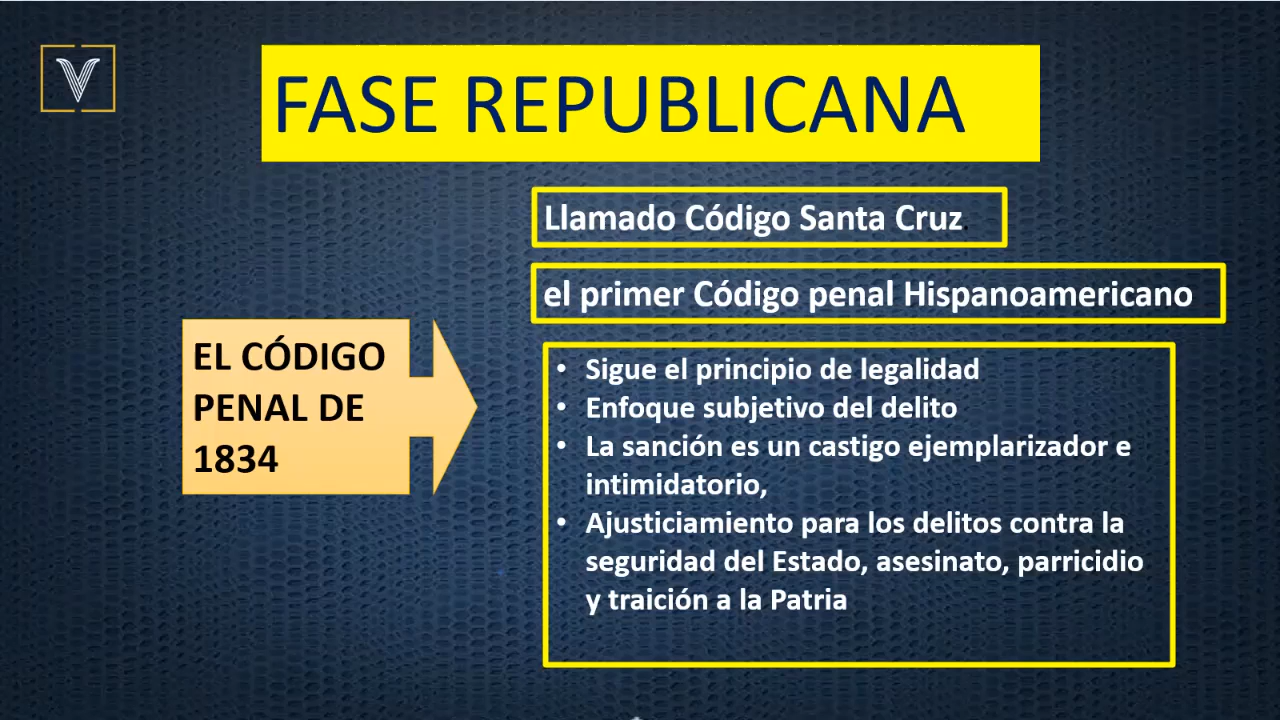 FASE REPUBLICANA
Llamado Código Santa Cruz.
el primer Código penal Hispanoamericano
EL CÓDIGO
PENAL DE
1834
• Sigue el principio de legalidad
• Enfoque subjetivo del delito
• La sanción es un castigo ejemplarizador e
intimidatorio,
• Ajusticiamiento para los delitos contra la
seguridad del Estado, asesinato, parricidio
y traición a la Patria